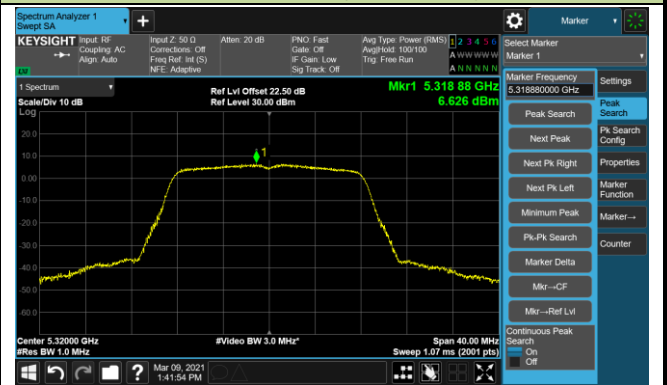 Spectrum Analyzer 1
Swept SA
+
Marker
KEYSIGHT
Input: RF
Coupling: AC
Align: Auto
Input Z: 50 Ω
Corrections: Off
Freq Ref: Int (S)
NFE: Adaptive
Atten: 20 dB
PNO: Fast
Gate: Off
IF Gain: Low
Sig Track: Off
Avg Type: Power (RMS)
Avg|Hold: 100/100
Trig: Free Run
1 2 3 4 5 6
A W W W W W
A N N N N N
LXI
Select Marker
Marker 1
1 Spectrum
Scale/Div 10 dB
Log
Ref Lvl Offset 22.50 dB
Ref Level 30.00 dBm
Mkr1 5.318 88 GHz
6.626 dBm
20.0
10.0
0.00
-10.0
-20.0
-30.0
-40.0
-50.0
-60.0
1
Center 5.32000 GHz
#Res BW 1.0 MHz
#Video BW 3.0 MHz*
Span 40.00 MHz
Sweep 1.07 ms (2001 pts)
Marker Frequency
5.318880000 GHz
Peak Search
Next Peak
Next Pk Right
Next Pk Left
Minimum Peak
Pk-Pk Search
Marker Delta
Mkr→CF
Mkr→Ref Lvl
Continuous Peak
Search
On
Off
Settings
Peak
Search
Pk Search
Config
Properties
Marker
Function
Marker→
Counter
?
Mar 09, 2021
1:41:54 PM